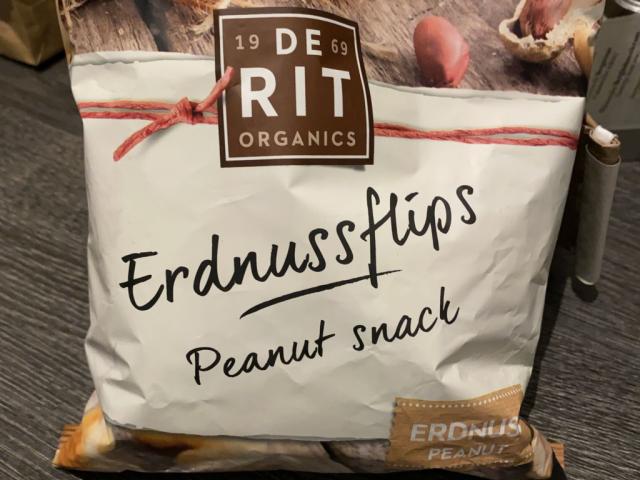 19 DE 69
RIT
ORGANICS
Erdnussflips
Peanut snack
ERDNUS
PEANUT